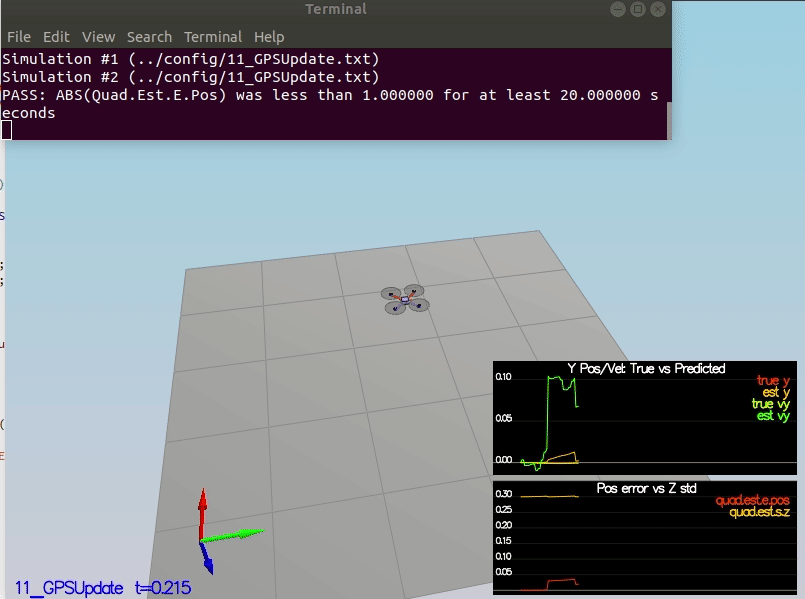 Terminal
File Edit View Search Terminal Help
Simulation #1 (../config/11_GPSUpdate.txt)
Simulation #2 (../config/11_GPSUpdate.txt)
PASS: ABS(Quad.Est.E.Pos) was less than 1.000000 for at least 20.000000 s
econds
Y Pos/Vel: True vs Predicted
0.10
true y
est y
true vy
est vy
0.05
0.00
Pos error vs Z std
0.30
quad.est.e.pos
quad.est.s.z
0.25
0.20
0.15
0.10
0.05
11_GPSUpdate t=0.215